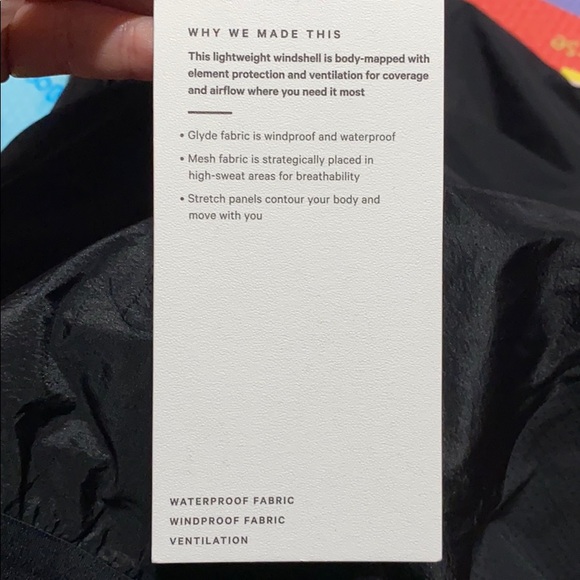 WHY WE MADE THIS
This lightweight windshell is body-mapped with
element protection and ventilation for coverage
and airflow where you need it most
• Glyde fabric is windproof and waterproof
• Mesh fabric is strategically placed in
high-sweat areas for breathability
• Stretch panels contour your body and
move with you
WATERPROOF FABRIC
WINDPROOF FABRIC
VENTILATION